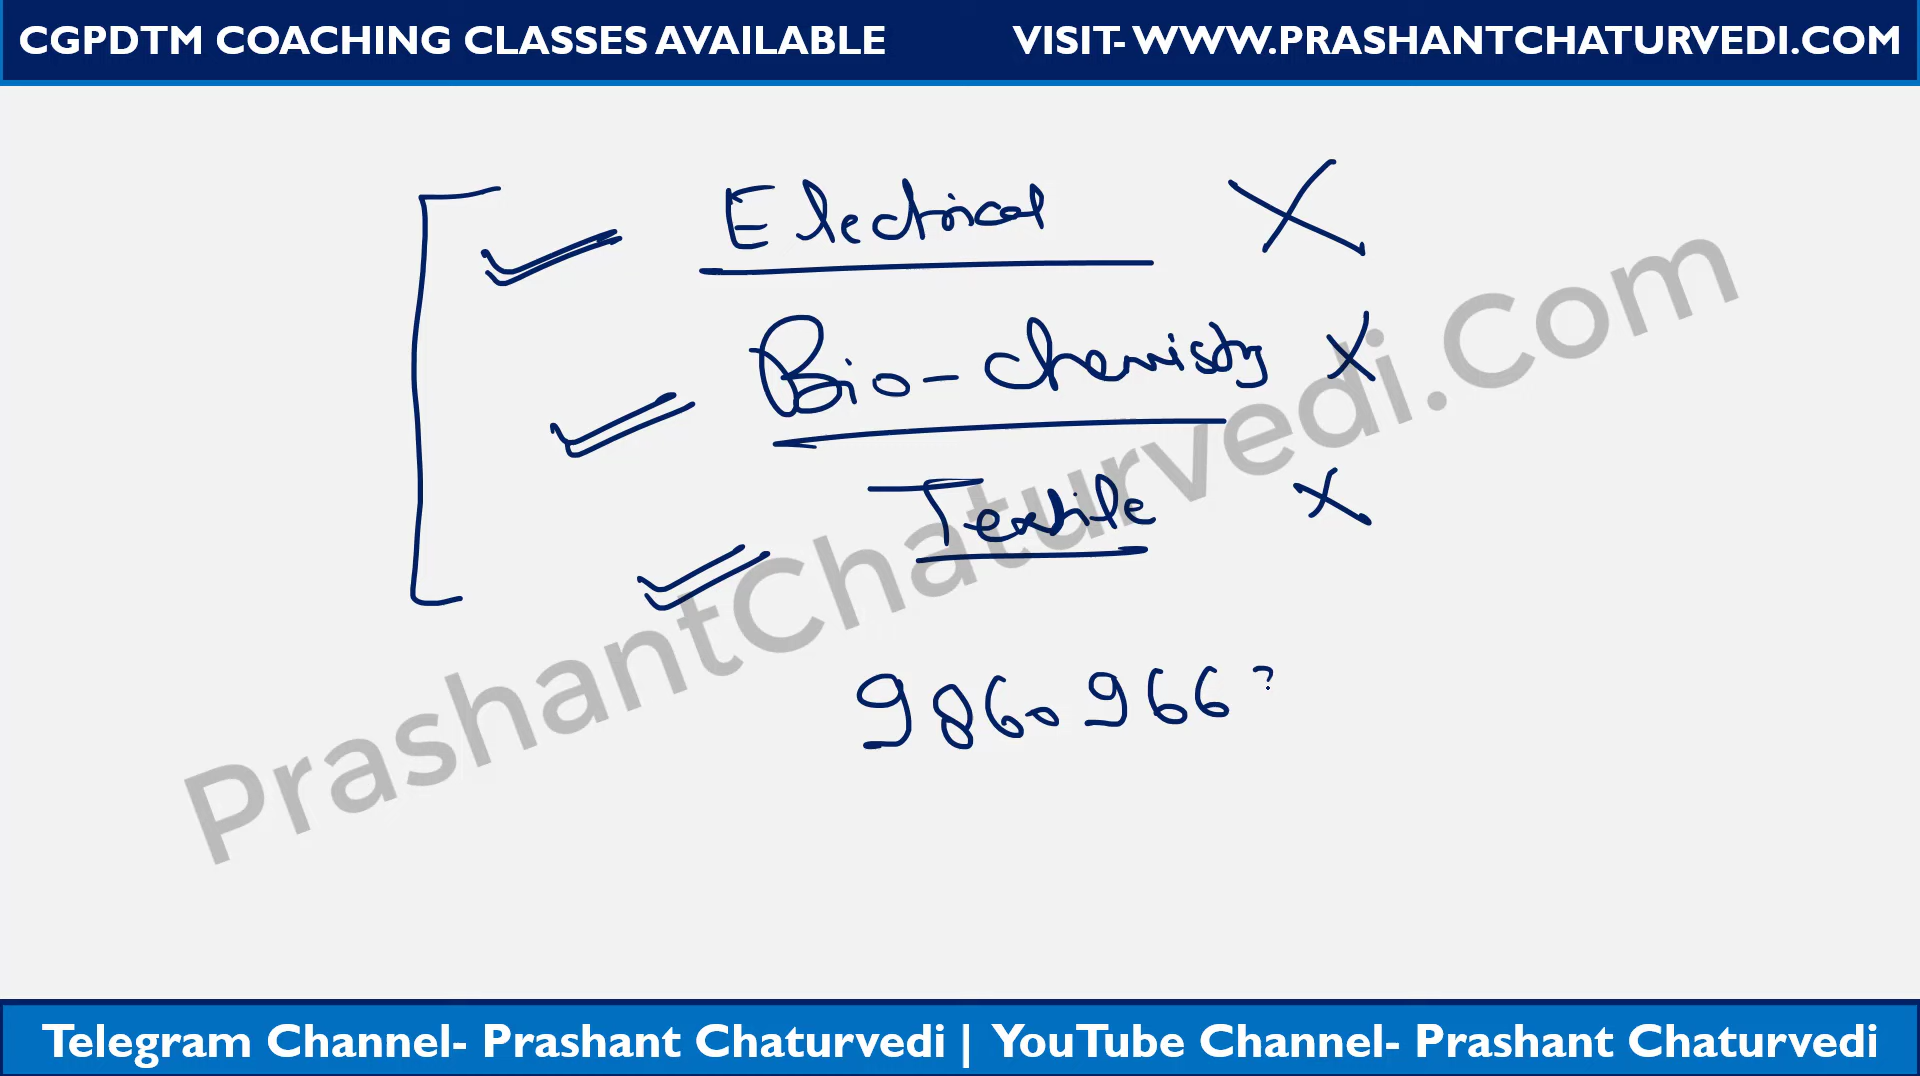 CGPDTM COACHING CLASSES AVAILABLE VISIT- WWW.PRASHANTCHATURVEDI.COM
Electrical X
Bio-chemistry X
Textile X
9860966?
PrashantChaturvedi.Com
Telegram Channel- Prashant Chaturvedi | YouTube Channel- Prashant Chaturvedi